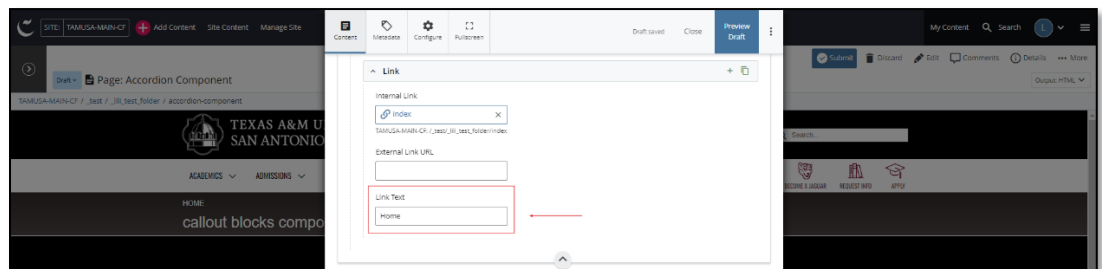 SITE: TAMUSA-MAIN-CF Add Content Site Content Manage Site
Content Metadata Configure Fullscreen Draft saved Close Preview Draft
My Content Search L
Submit Discard Edit Comments Details More
Draft Page: Accordion Component
Output: HTML
TAMUSA-MAIN-CF / _test / _lili_test_folder / accordion-component
Link
Internal Link
index
TAMUSA-MAIN-CF: /_test/_lili_test_folder/index
External Link URL
Link Text
Home
TEXAS A&M U
SAN ANTONIO
Search...
ACADEMICS ADMISSIONS
BECOME A JAGUAR REQUEST INFO APPLY
HOME
callout blocks compo